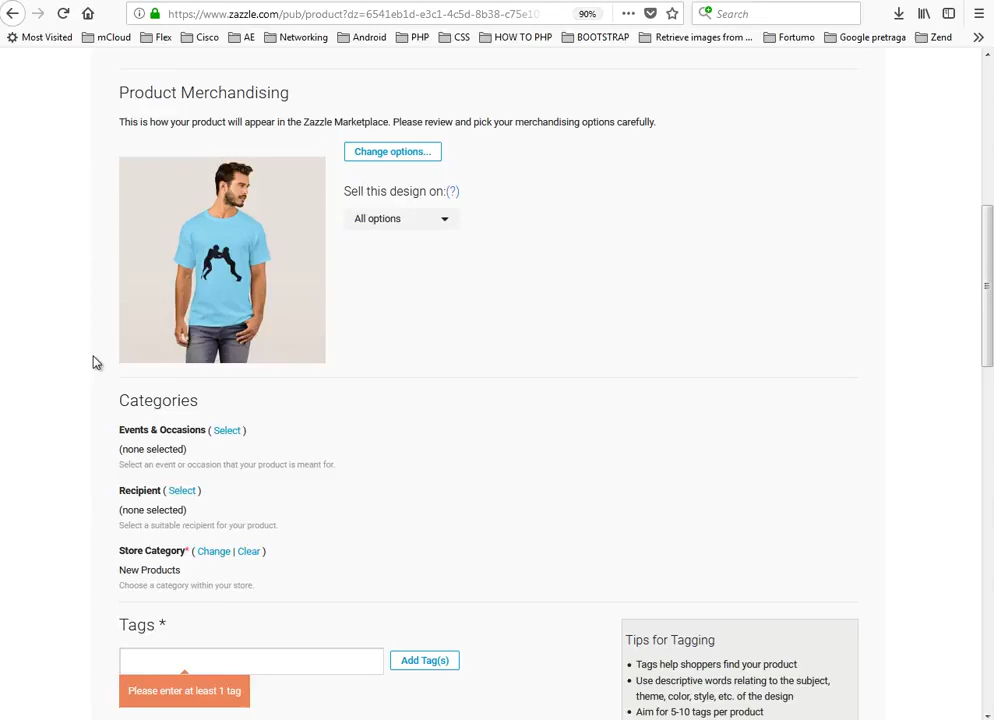 https://www.zazzle.com/pub/product?dz=6541eb1d-e3c1-4c5d-8b38-c75e10
90%
Search
Most Visited
mCloud
Flex
Cisco
AE
Networking
Android
PHP
CSS
HOW TO PHP
BOOTSTRAP
Retrieve images from ...
Fortumo
Google pretraga
Zend
Product Merchandising
This is how your product will appear in the Zazzle Marketplace. Please review and pick your merchandising options carefully.
Change options...
Sell this design on:(?)
All options
Categories
Events & Occasions ( Select )
(none selected)
Select an event or occasion that your product is meant for.
Recipient ( Select )
(none selected)
Select a suitable recipient for your product.
Store Category* ( Change | Clear )
New Products
Choose a category within your store.
Tags *
Add Tag(s)
Please enter at least 1 tag
Tips for Tagging
Tags help shoppers find your product
Use descriptive words relating to the subject,
theme, color, style, etc. of the design
Aim for 5-10 tags per product